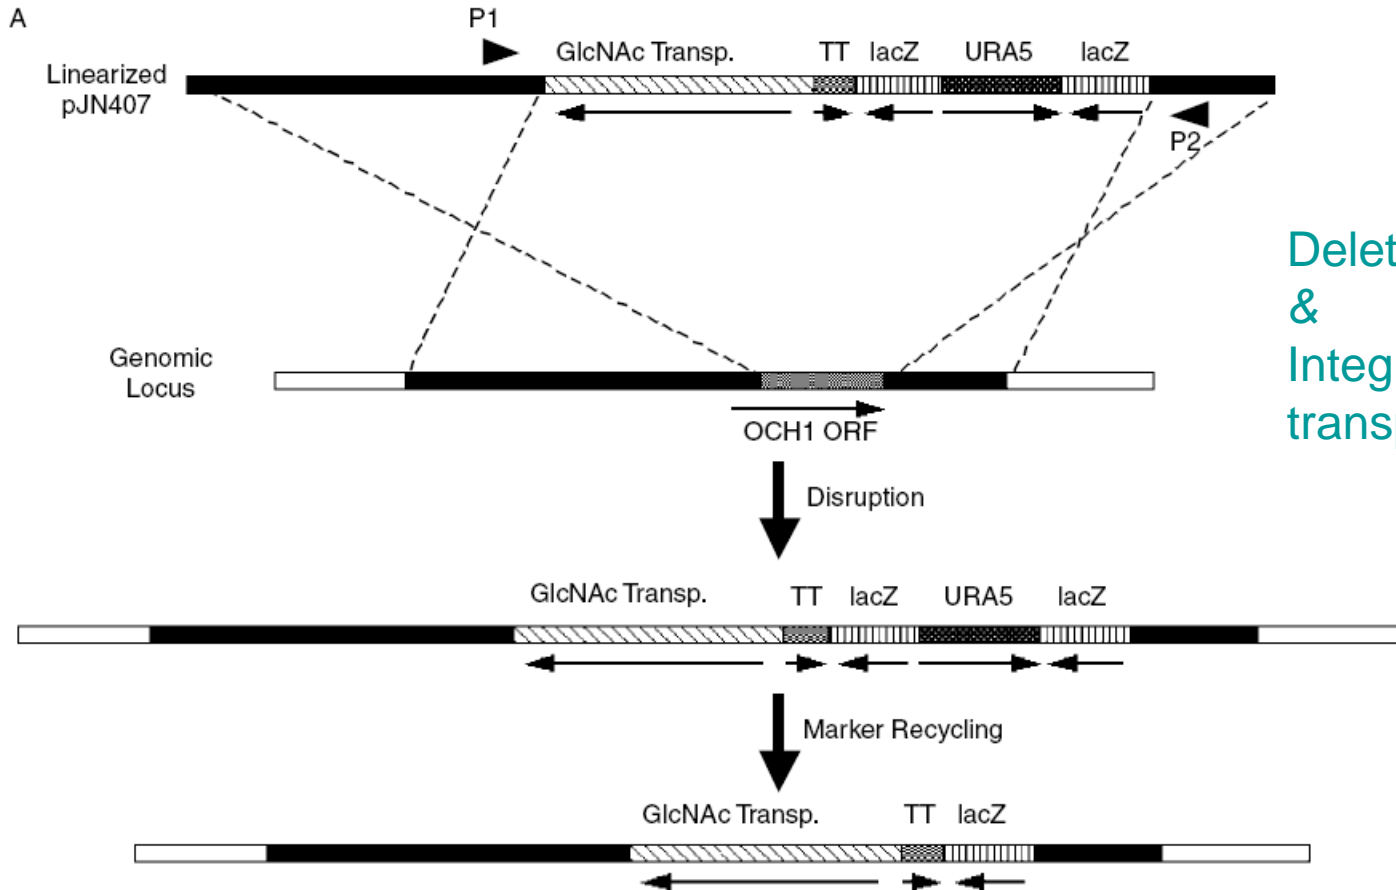 A
P1
GlcNAc Transp. TT lacZ URA5 lacZ
Linearized
pJN407
P2
&
Genomic
Locus
OCH1 ORF
Disruption
GlcNAc Transp. TT lacZ URA5 lacZ
Marker Recycling
GlcNAc Transp. TT lacZ